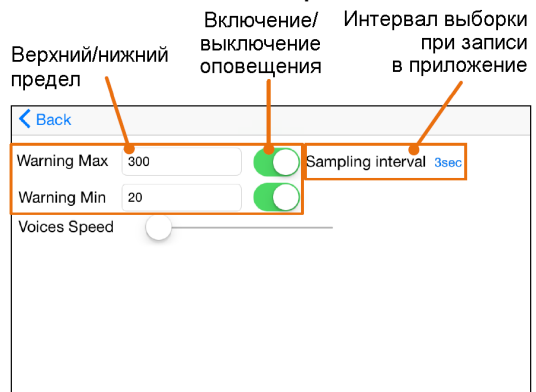 Включение/
выключение
оповещения
Интервал выборки
при записи
в приложение
Верхний/нижний
предел
Back
Warning Max 300
Sampling interval 3sec
Warning Min 20
Voices Speed